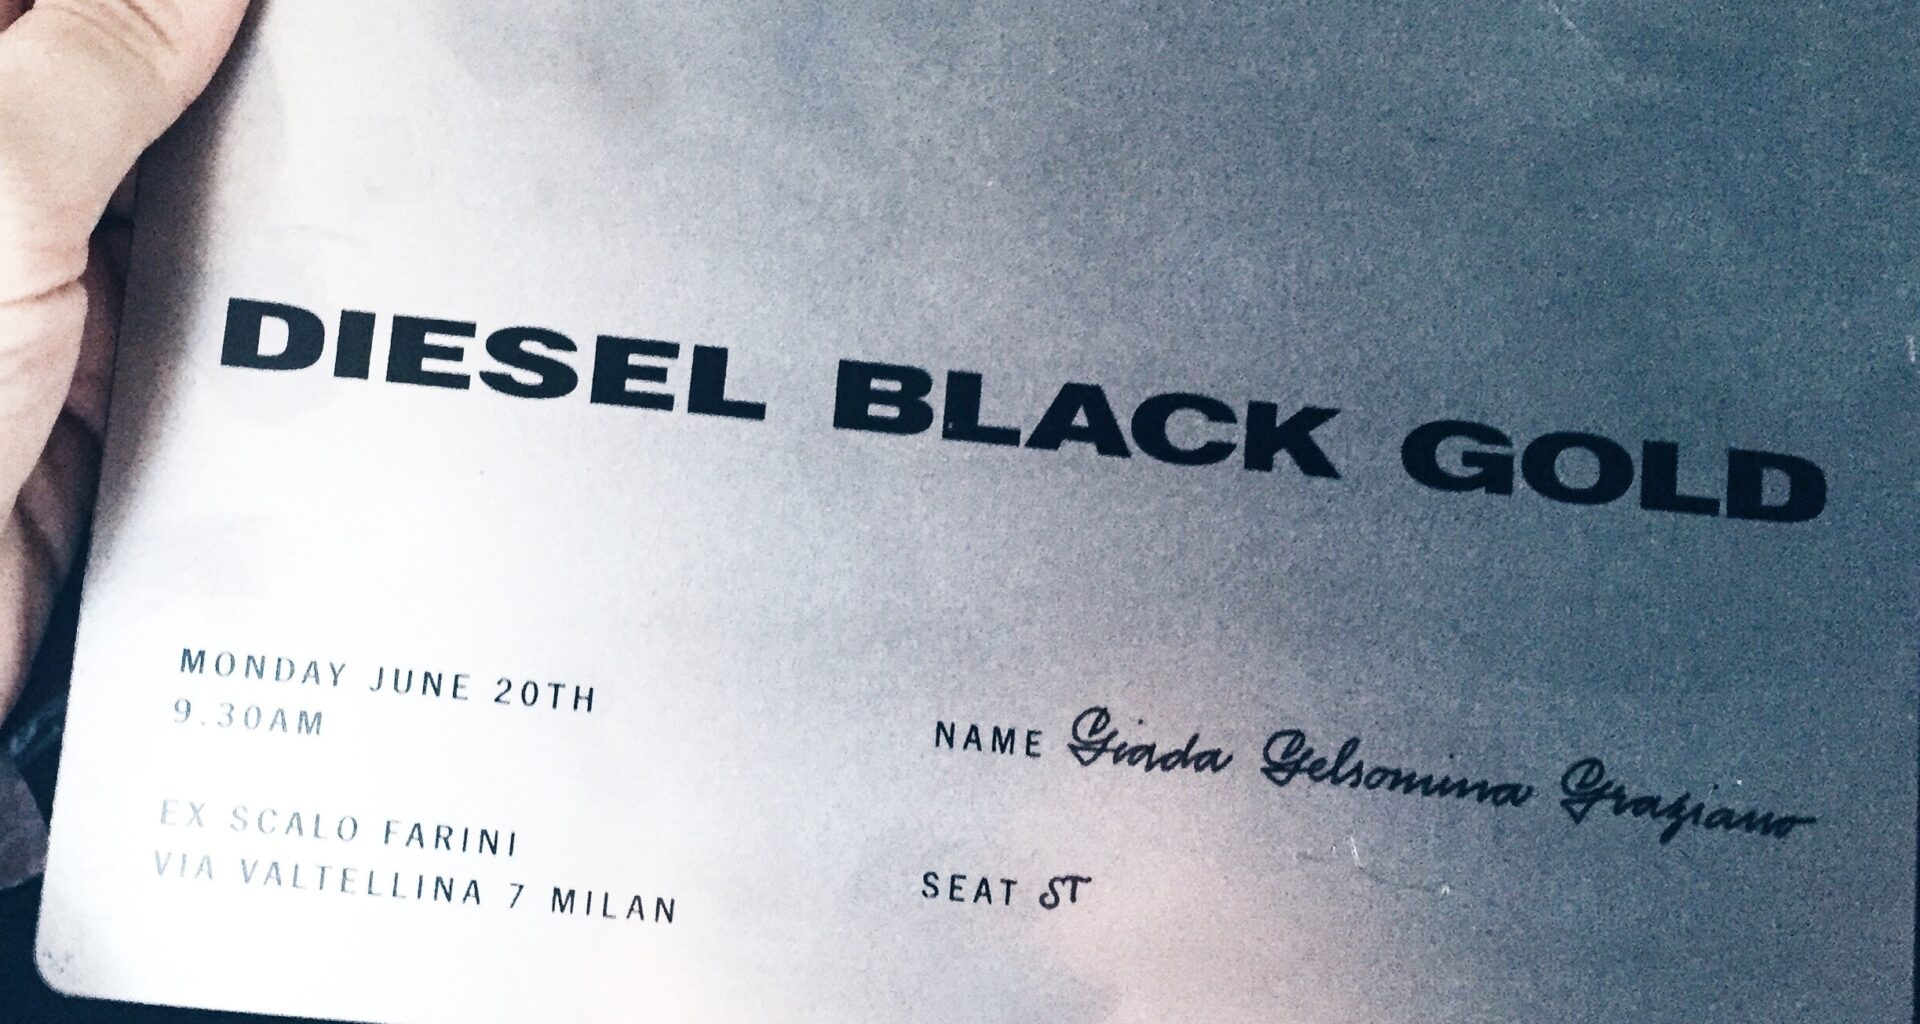 DIESEL BLACK GOLD
MONDAY JUNE 20TH
9.30AM
EX SCALO FARINI
VIA VALTELLINA 7 MILAN
NAME Giada Gelsomina Graziano
SEAT ST